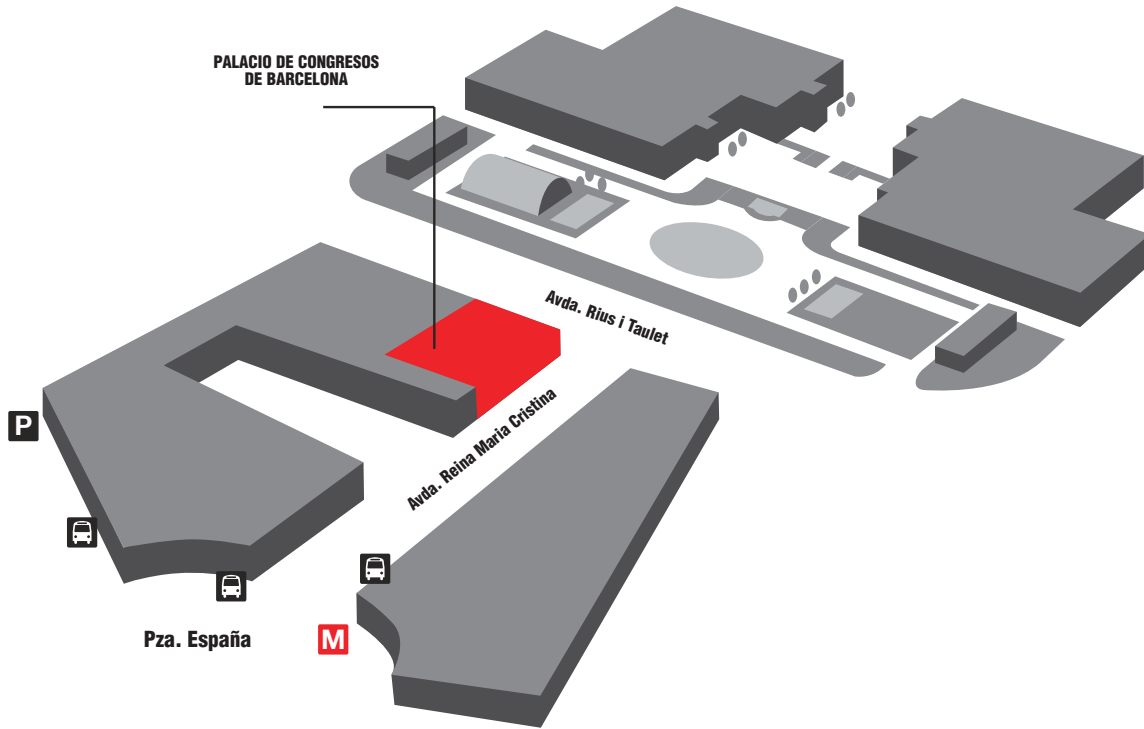 PALACIO DE CONGRESOS
DE BARCELONA
Avda. Rius i Taulet
Avda. Reina Maria Cristina
P
Pza. España
M